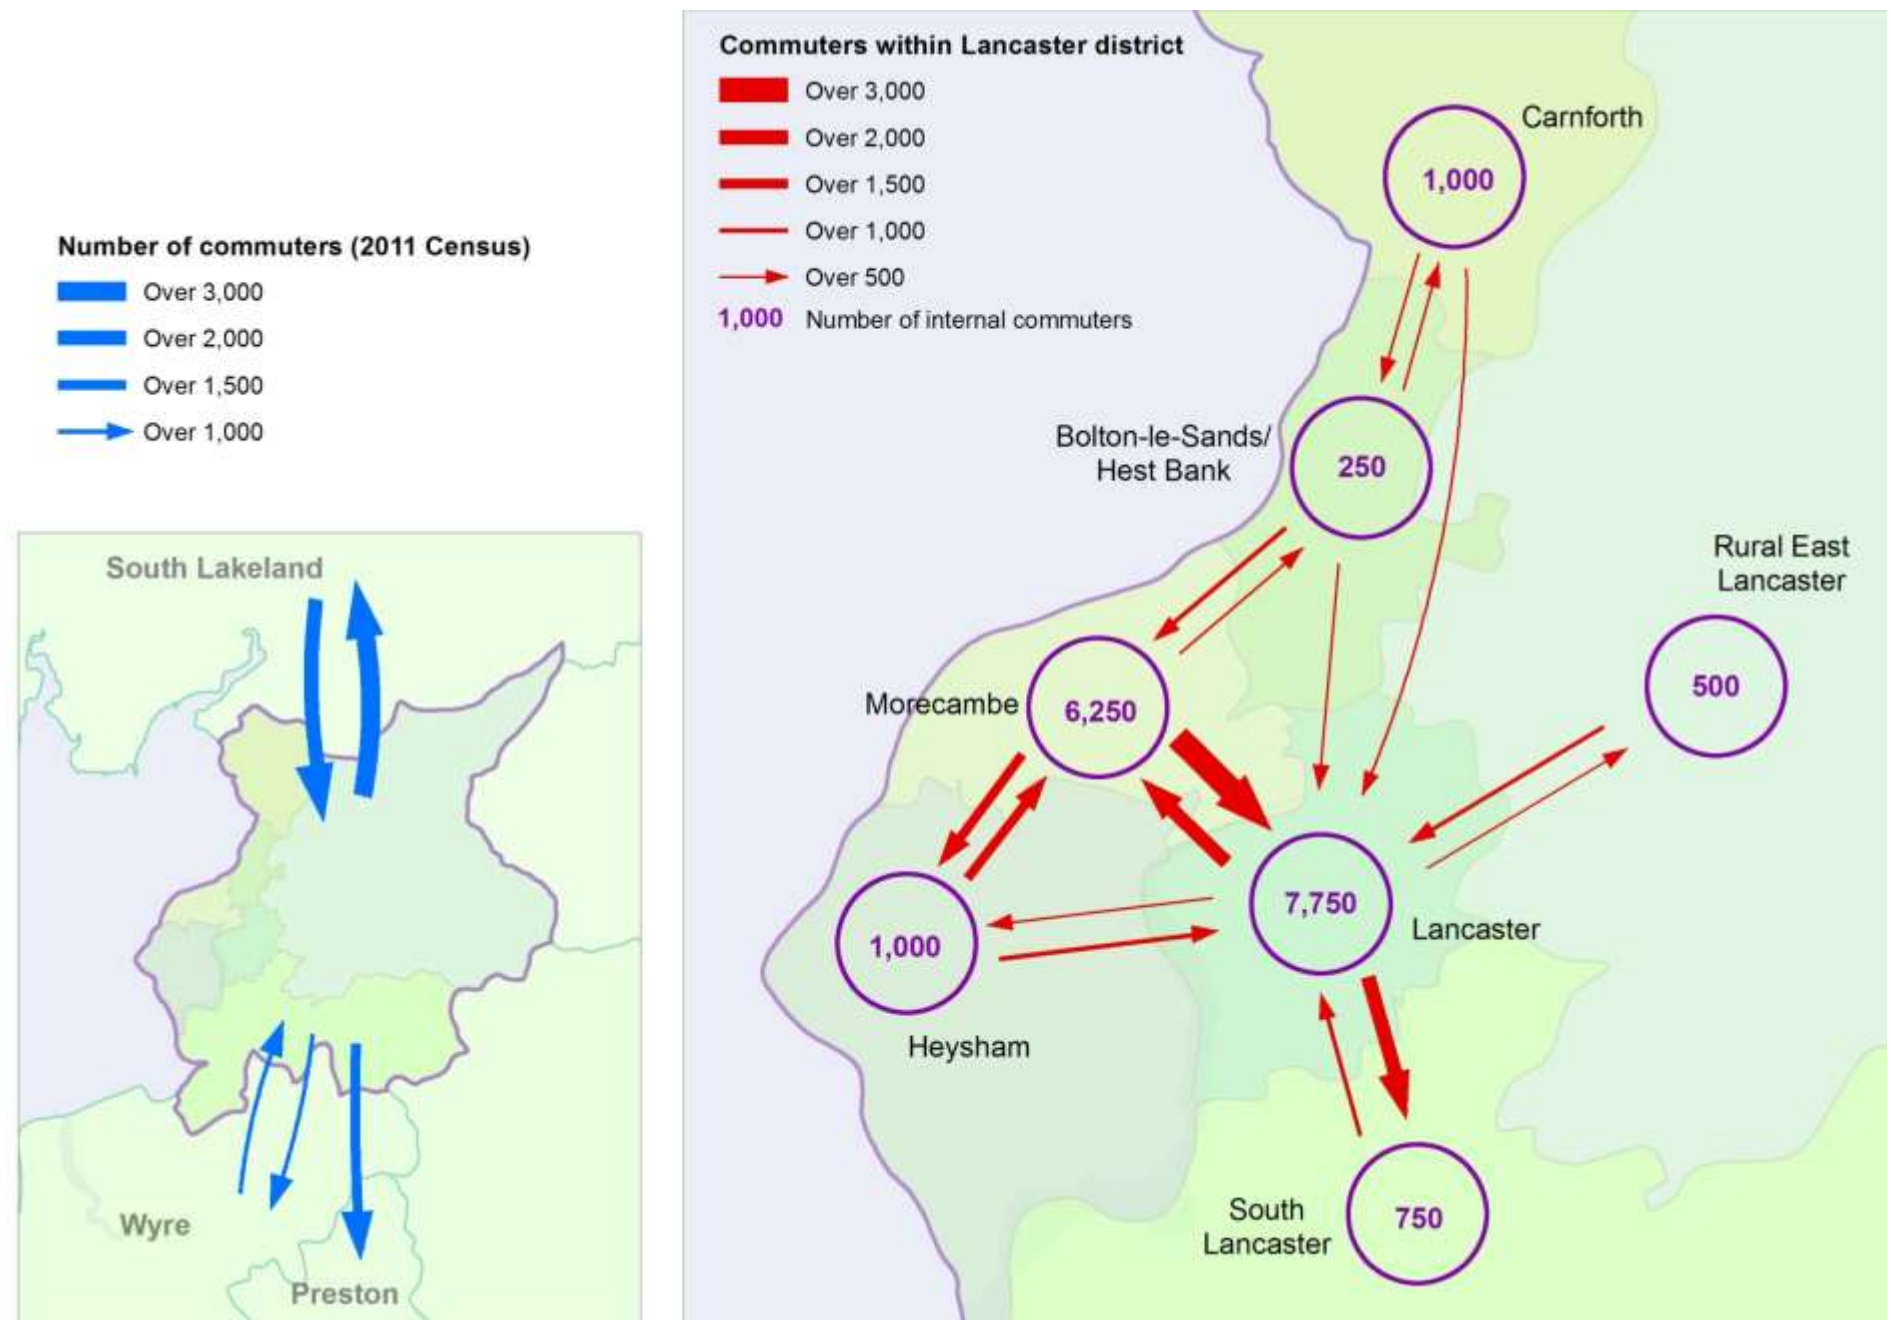 Number of commuters (2011 Census)
Over 3,000
Over 2,000
Over 1,500
Over 1,000
South Lakeland
Wyre
Preston
Commuters within Lancaster district
Over 3,000
Over 2,000
Over 1,500
Over 1,000
Over 500
1,000 Number of internal commuters
Carnforth
1,000
Bolton-le-Sands/
Hest Bank
250
Rural East
Lancaster
500
Morecambe
6,250
7,750
Lancaster
1,000
Heysham
South
Lancaster
750